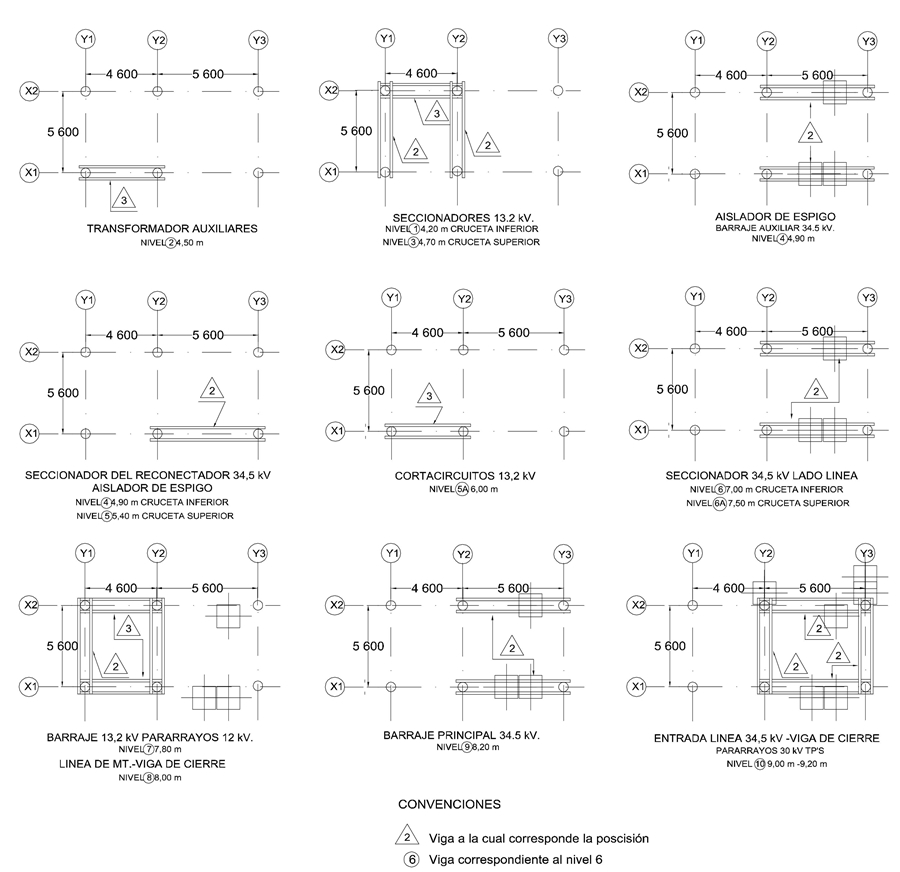 Y1 Y2 Y3
4 600 5 600
X2
5 600
X1
3
TRANSFORMADOR AUXILIARES
NIVEL 2 4,50 m
Y1 Y2 Y3
4 600
X2
3
5 600
2 2
X1
SECCIONADORES 13.2 kV.
NIVEL 1 4,20 m CRUCETA INFERIOR
NIVEL 3 4,70 m CRUCETA SUPERIOR
Y1 Y2 Y3
4 600 5 600
X2
5 600 2
X1
AISLADOR DE ESPIGO
BARRAJE AUXILIAR 34.5 kV.
NIVEL 4 4,90 m
Y1 Y2 Y3
4 600 5 600
X2
5 600 2
X1
SECCIONADOR DEL RECONECTADOR 34,5 kV
AISLADOR DE ESPIGO
NIVEL 4 4,90 m CRUCETA INFERIOR
NIVEL 5 5,40 m CRUCETA SUPERIOR
Y1 Y2 Y3
4 600 5 600
X2
5 600 3
X1
CORTACIRCUITOS 13,2 kV
NIVEL 5A 6,00 m
Y1 Y2 Y3
4 600 5 600
X2
5 600 2
X1
SECCIONADOR 34,5 kV LADO LINEA
NIVEL 6 7,00 m CRUCETA INFERIOR
NIVEL 6A 7,50 m CRUCETA SUPERIOR
Y1 Y2 Y3
4 600 5 600
X2
3
5 600
2
X1
BARRAJE 13,2 kV PARARRAYOS 12 kV.
NIVEL 7 7,80 m
LINEA DE MT.-VIGA DE CIERRE
NIVEL 8 8,00 m
Y1 Y2 Y3
4 600 5 600
X2
5 600 2
X1
BARRAJE PRINCIPAL 34.5 KV.
NIVEL 9 8,20 m
Y1 Y2 Y3
4 600 5 600
X2
2
5 600
2 2
X1
ENTRADA LINEA 34,5 kV -VIGA DE CIERRE
PARARRAYOS 30 kV TP'S
NIVEL 10 9,00 m -9,20 m
CONVENCIONES
2 Viga a la cual corresponde la poscisión
6 Viga correspondiente al nivel 6